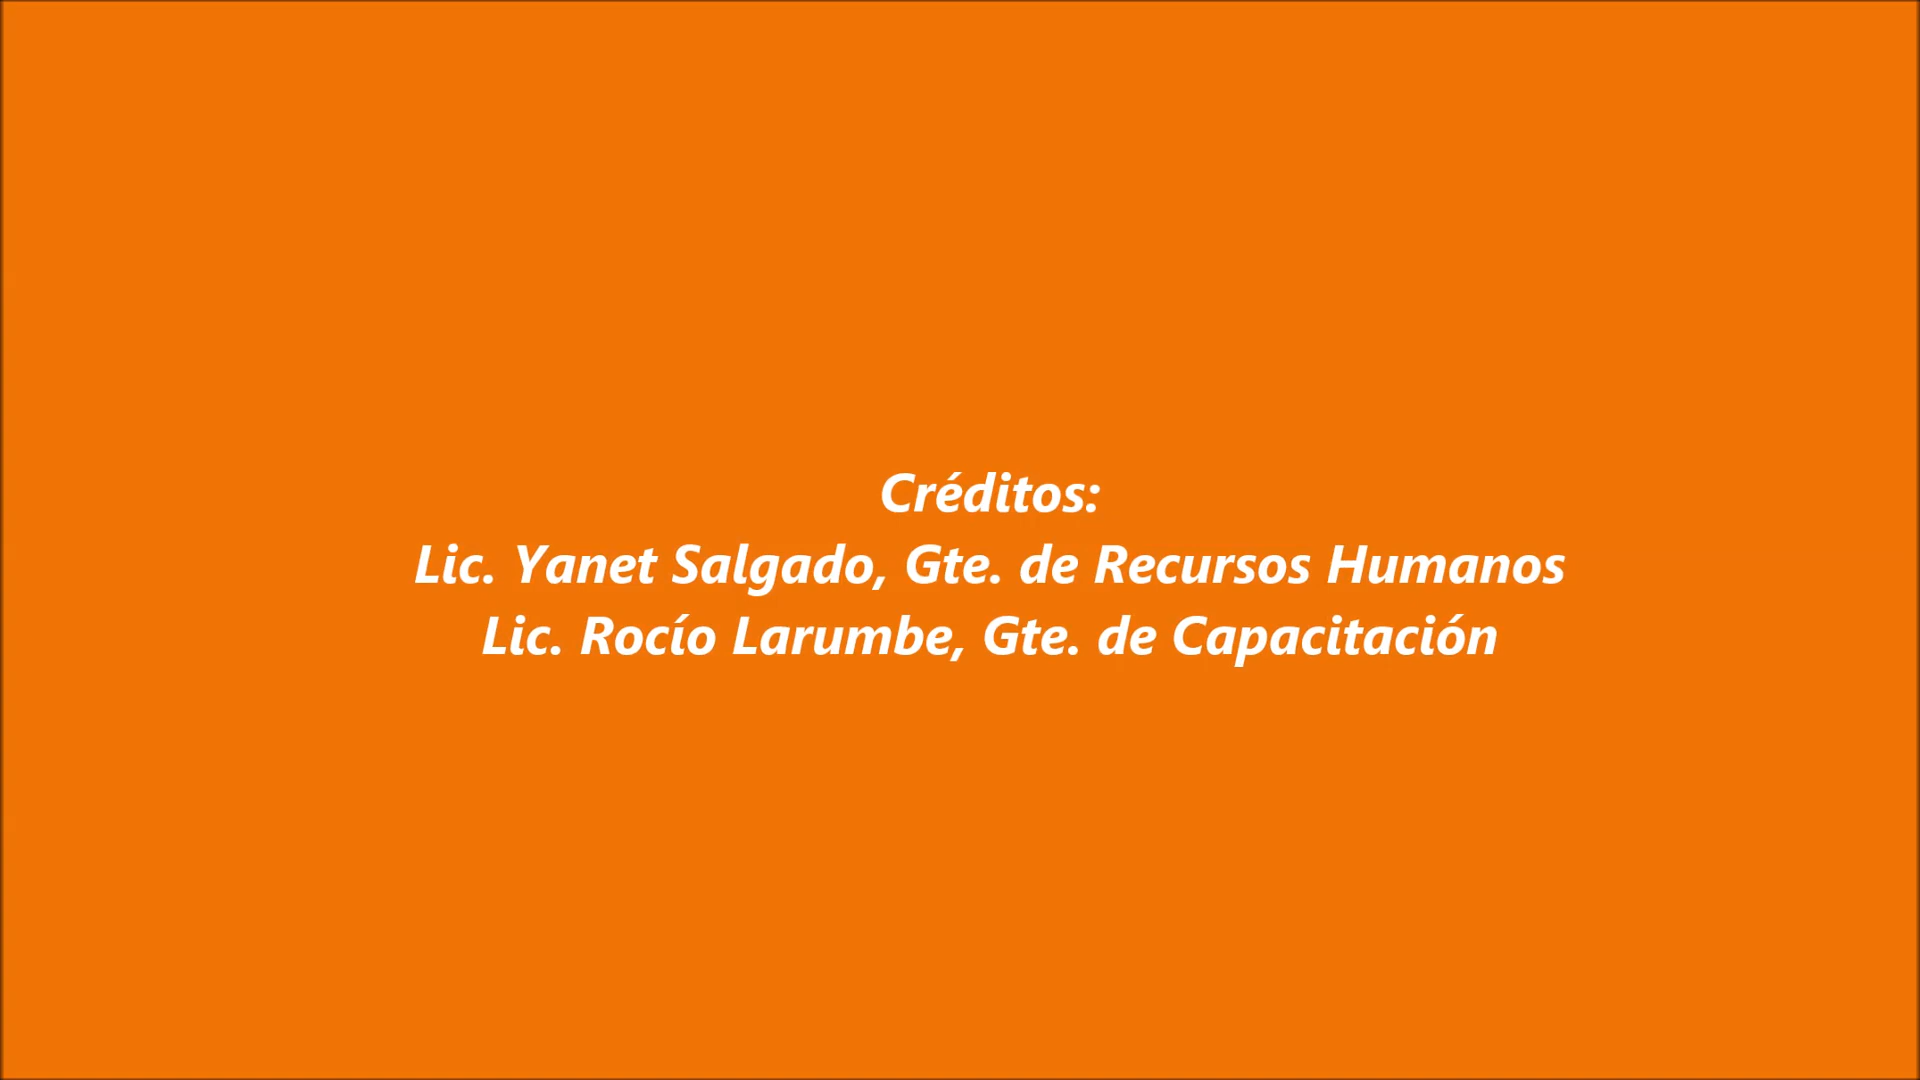 Créditos:
Lic. Yanet Salgado, Gte. de Recursos Humanos
Lic. Rocío Larumbe, Gte. de Capacitación